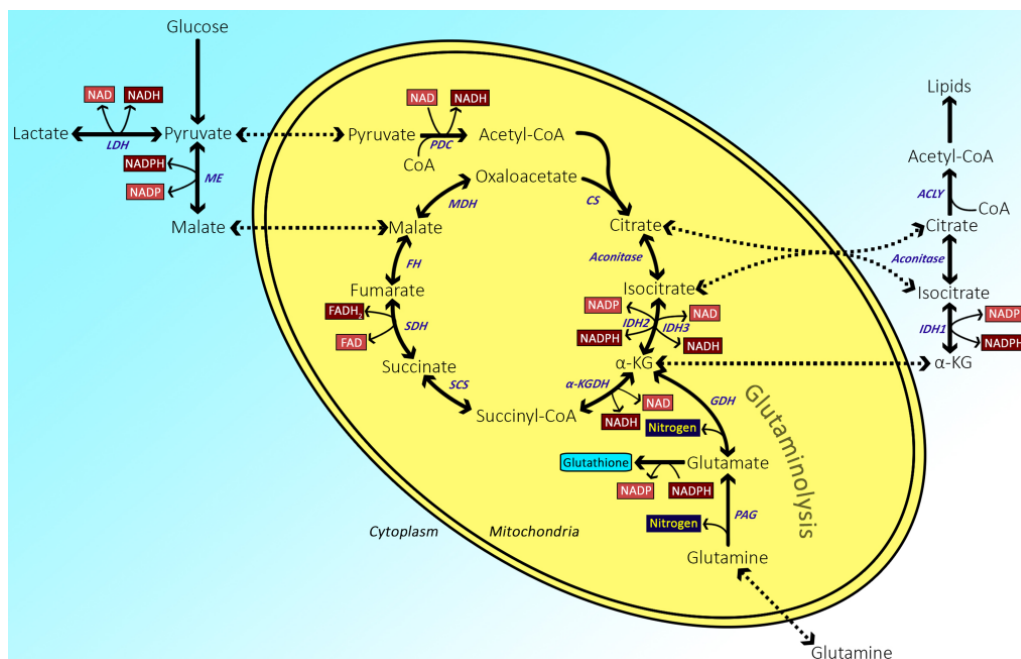 Glucose
NAD
NADH
Lactate
LDH
Pyruvate
NADPH
NADP
ME
Malate
NAD
NADH
Pyruvate
PDC
CoA
Acetyl-CoA
Oxaloacetate
MDH
CS
Malate
Citrate
FH
Aconitase
Fumarate
Isocitrate
FADH2
FAD
SDH
NADP
NADPH
IDH2
IDH3
NAD
NADH
Succinate
α-KG
SCS
α-KGDH
NAD
NADH
Succinyl-CoA
GDH
Nitrogen
Glutaminolysis
Glutathione
Glutamate
NADP
NADPH
Nitrogen
PAG
Cytoplasm
Mitochondria
Glutamine
Glutamine
Lipids
Acetyl-CoA
ACLY
CoA
Citrate
Aconitase
Isocitrate
IDH1
NADP
NADPH
α-KG